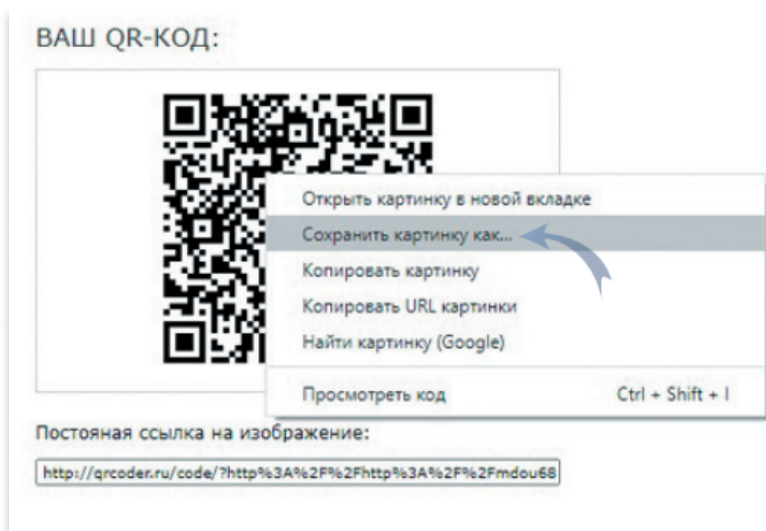 ВАШ QR-КОД:
Открыть картинку в новой вкладке
Сохранить картинку как...
Копировать картинку
Копировать URL картинки
Найти картинку (Google)
Просмотреть код Ctrl + Shift + I
Постояная ссылка на изображение:
http://qrcoder.ru/code/?http%3A%2F%2Fhttp%3A%2F%2Fmdou68